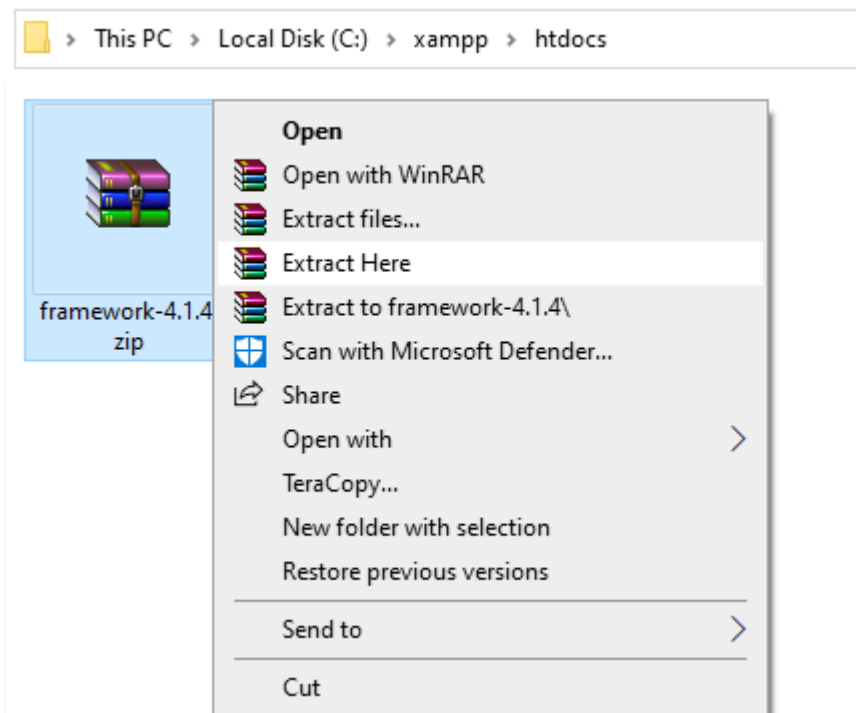 This PC > Local Disk (C:) > xampp > htdocs
Open
Open with WinRAR
Extract files...
Extract Here
framework-4.1.4
zip
Extract to framework-4.1.4\
Scan with Microsoft Defender...
Share
Open with
TeraCopy...
New folder with selection
Restore previous versions
Send to
Cut